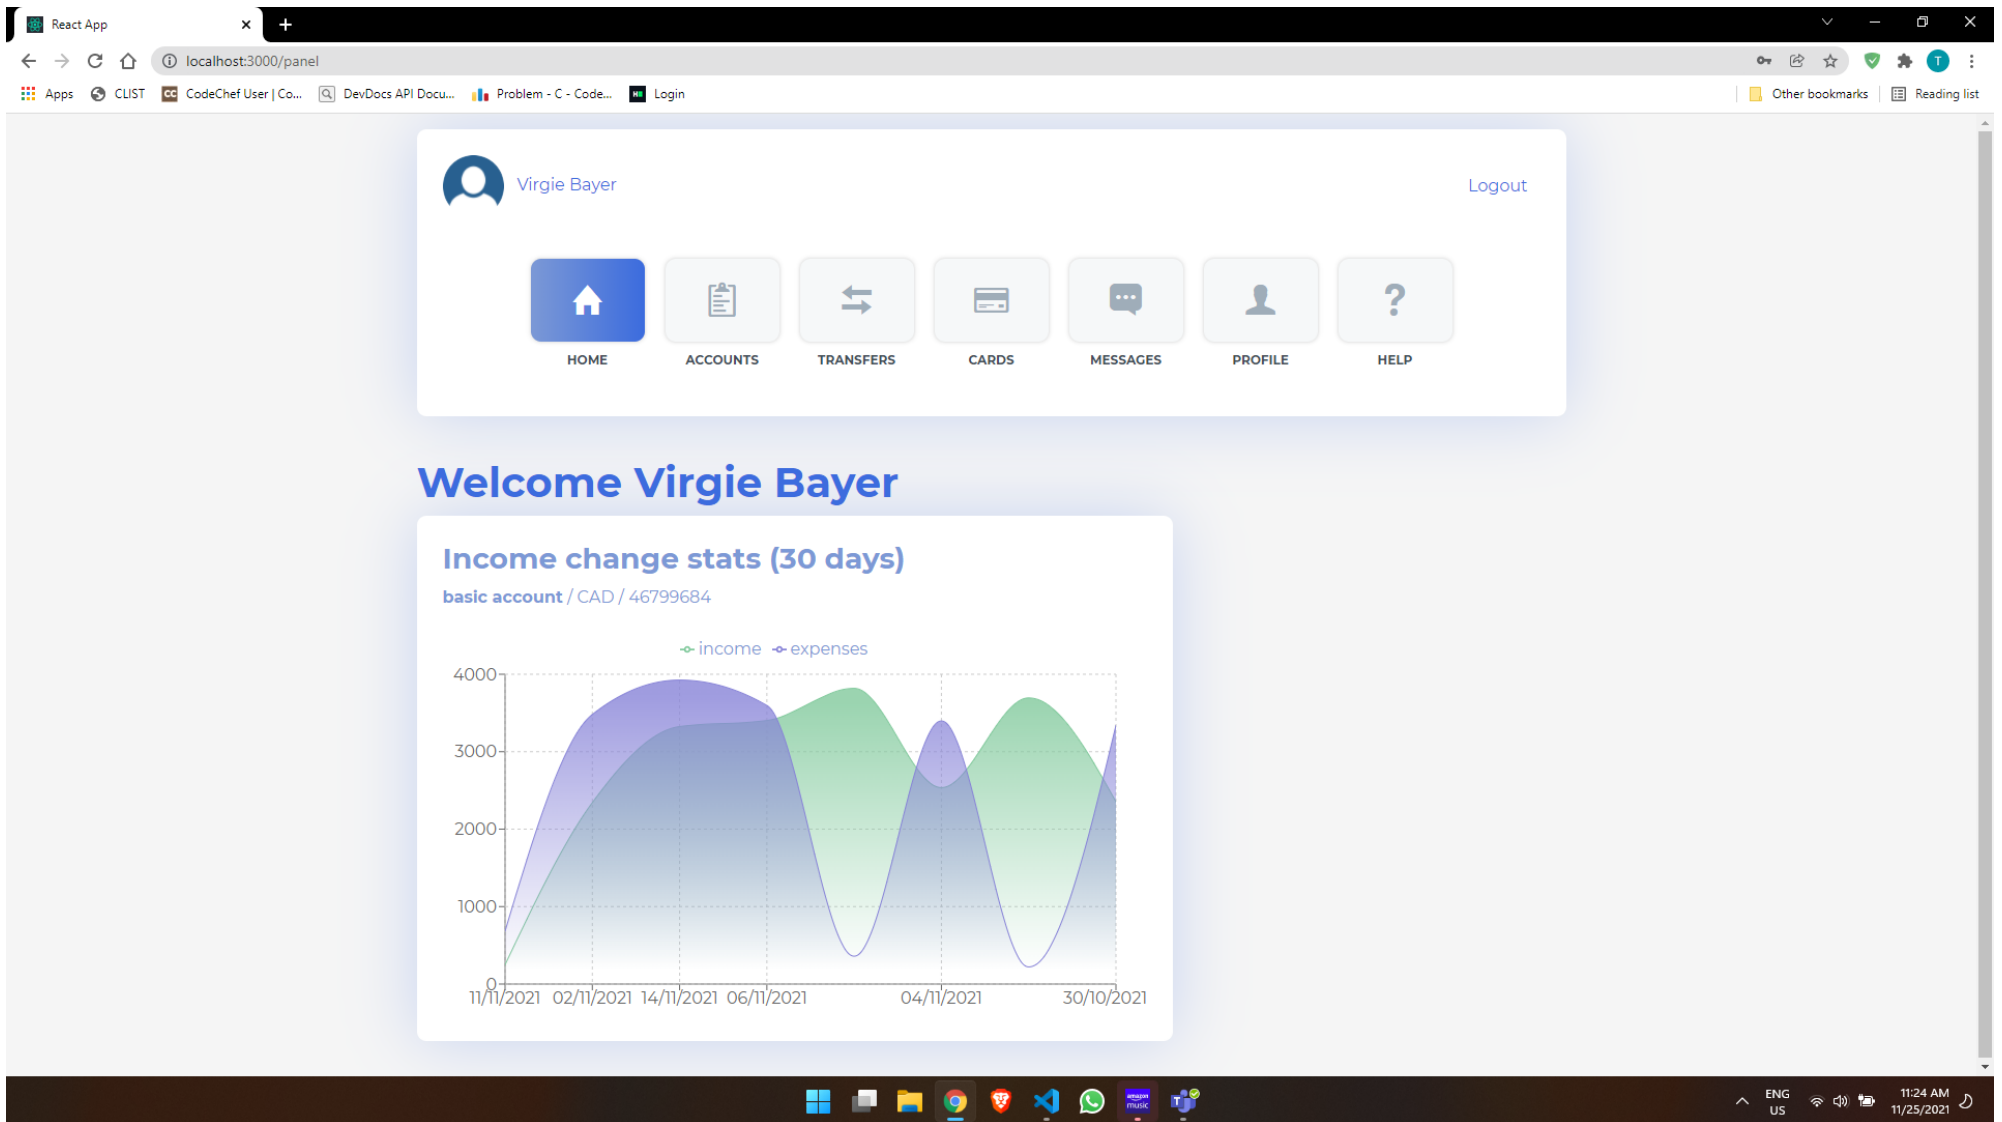 React App
localhost:3000/panel
T
Apps CLIST CC CodeChef User | Co... DevDocs API Docu... Problem - C - Code... Login
Other bookmarks Reading list
Virgie Bayer
Logout
HOME ACCOUNTS TRANSFERS CARDS MESSAGES PROFILE HELP
Welcome Virgie Bayer
Income change stats (30 days)
basic account / CAD / 46799684
income expenses
4000
3000
2000
1000
0
11/11/2021 02/11/2021 14/11/2021 06/11/2021 04/11/2021 30/10/2021
amazon
music
T
ENG
US
11:24 AM
11/25/2021